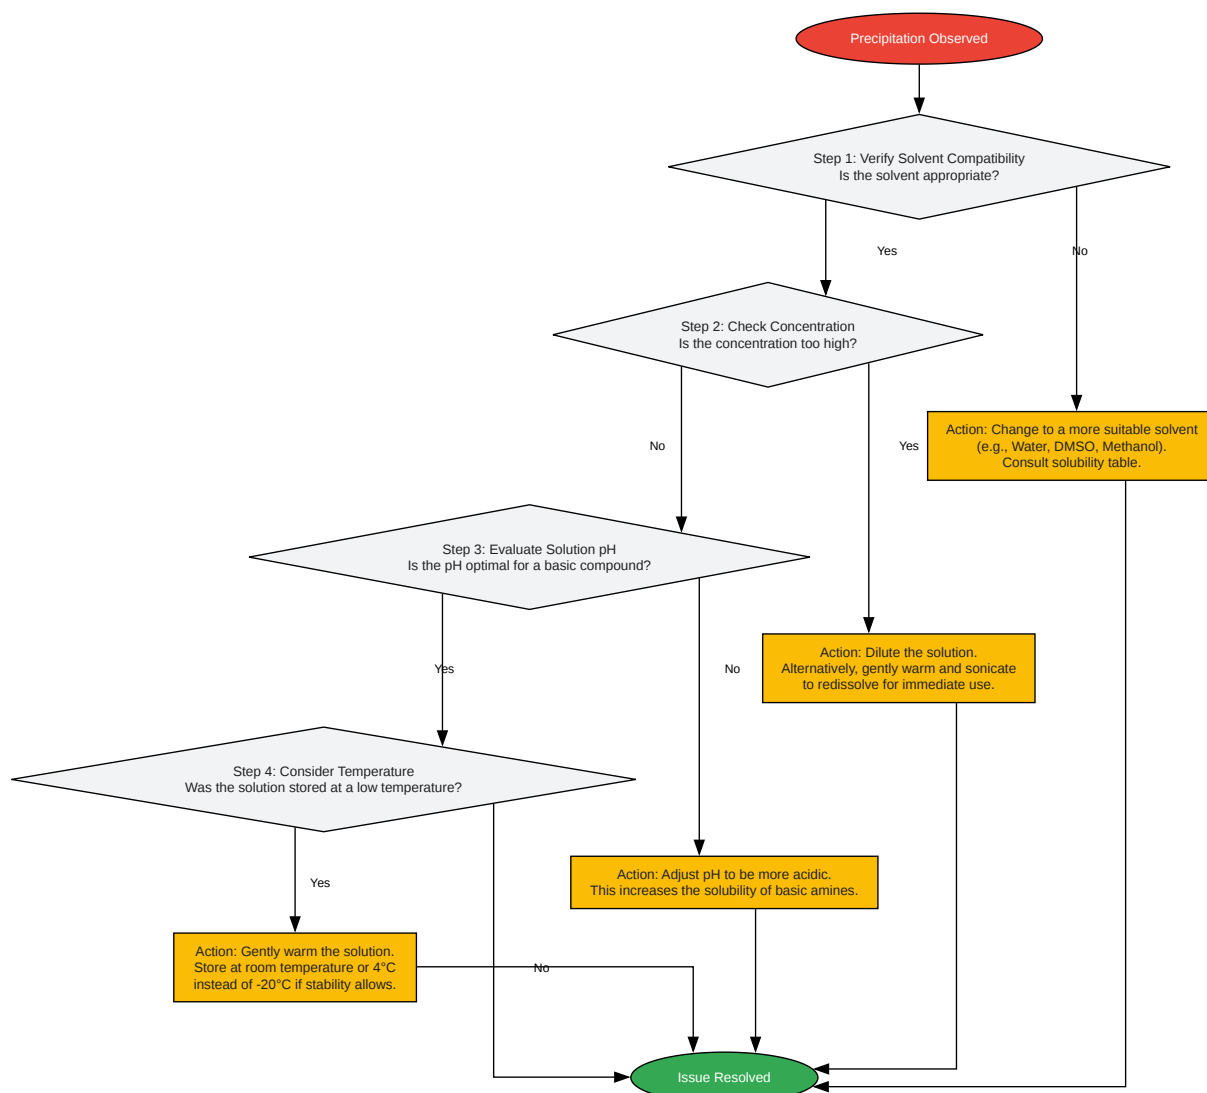 Precipitation Observed
Step 1: Verify Solvent Compatibility
Is the solvent appropriate?
Yes
No
Step 2: Check Concentration
Is the concentration too high?
No
Yes
Action: Change to a more suitable solvent
(e.g., Water, DMSO, Methanol).
Consult solubility table.
Step 3: Evaluate Solution pH
Is the pH optimal for a basic compound?
Yes
No
Action: Dilute the solution.
Alternatively, gently warm and sonicate
to redissolve for immediate use.
Step 4: Consider Temperature
Was the solution stored at a low temperature?
Yes
Action: Adjust pH to be more acidic.
This increases the solubility of basic amines.
Action: Gently warm the solution.
Store at room temperature or 4°C
instead of -20°C if stability allows.
No
Issue Resolved